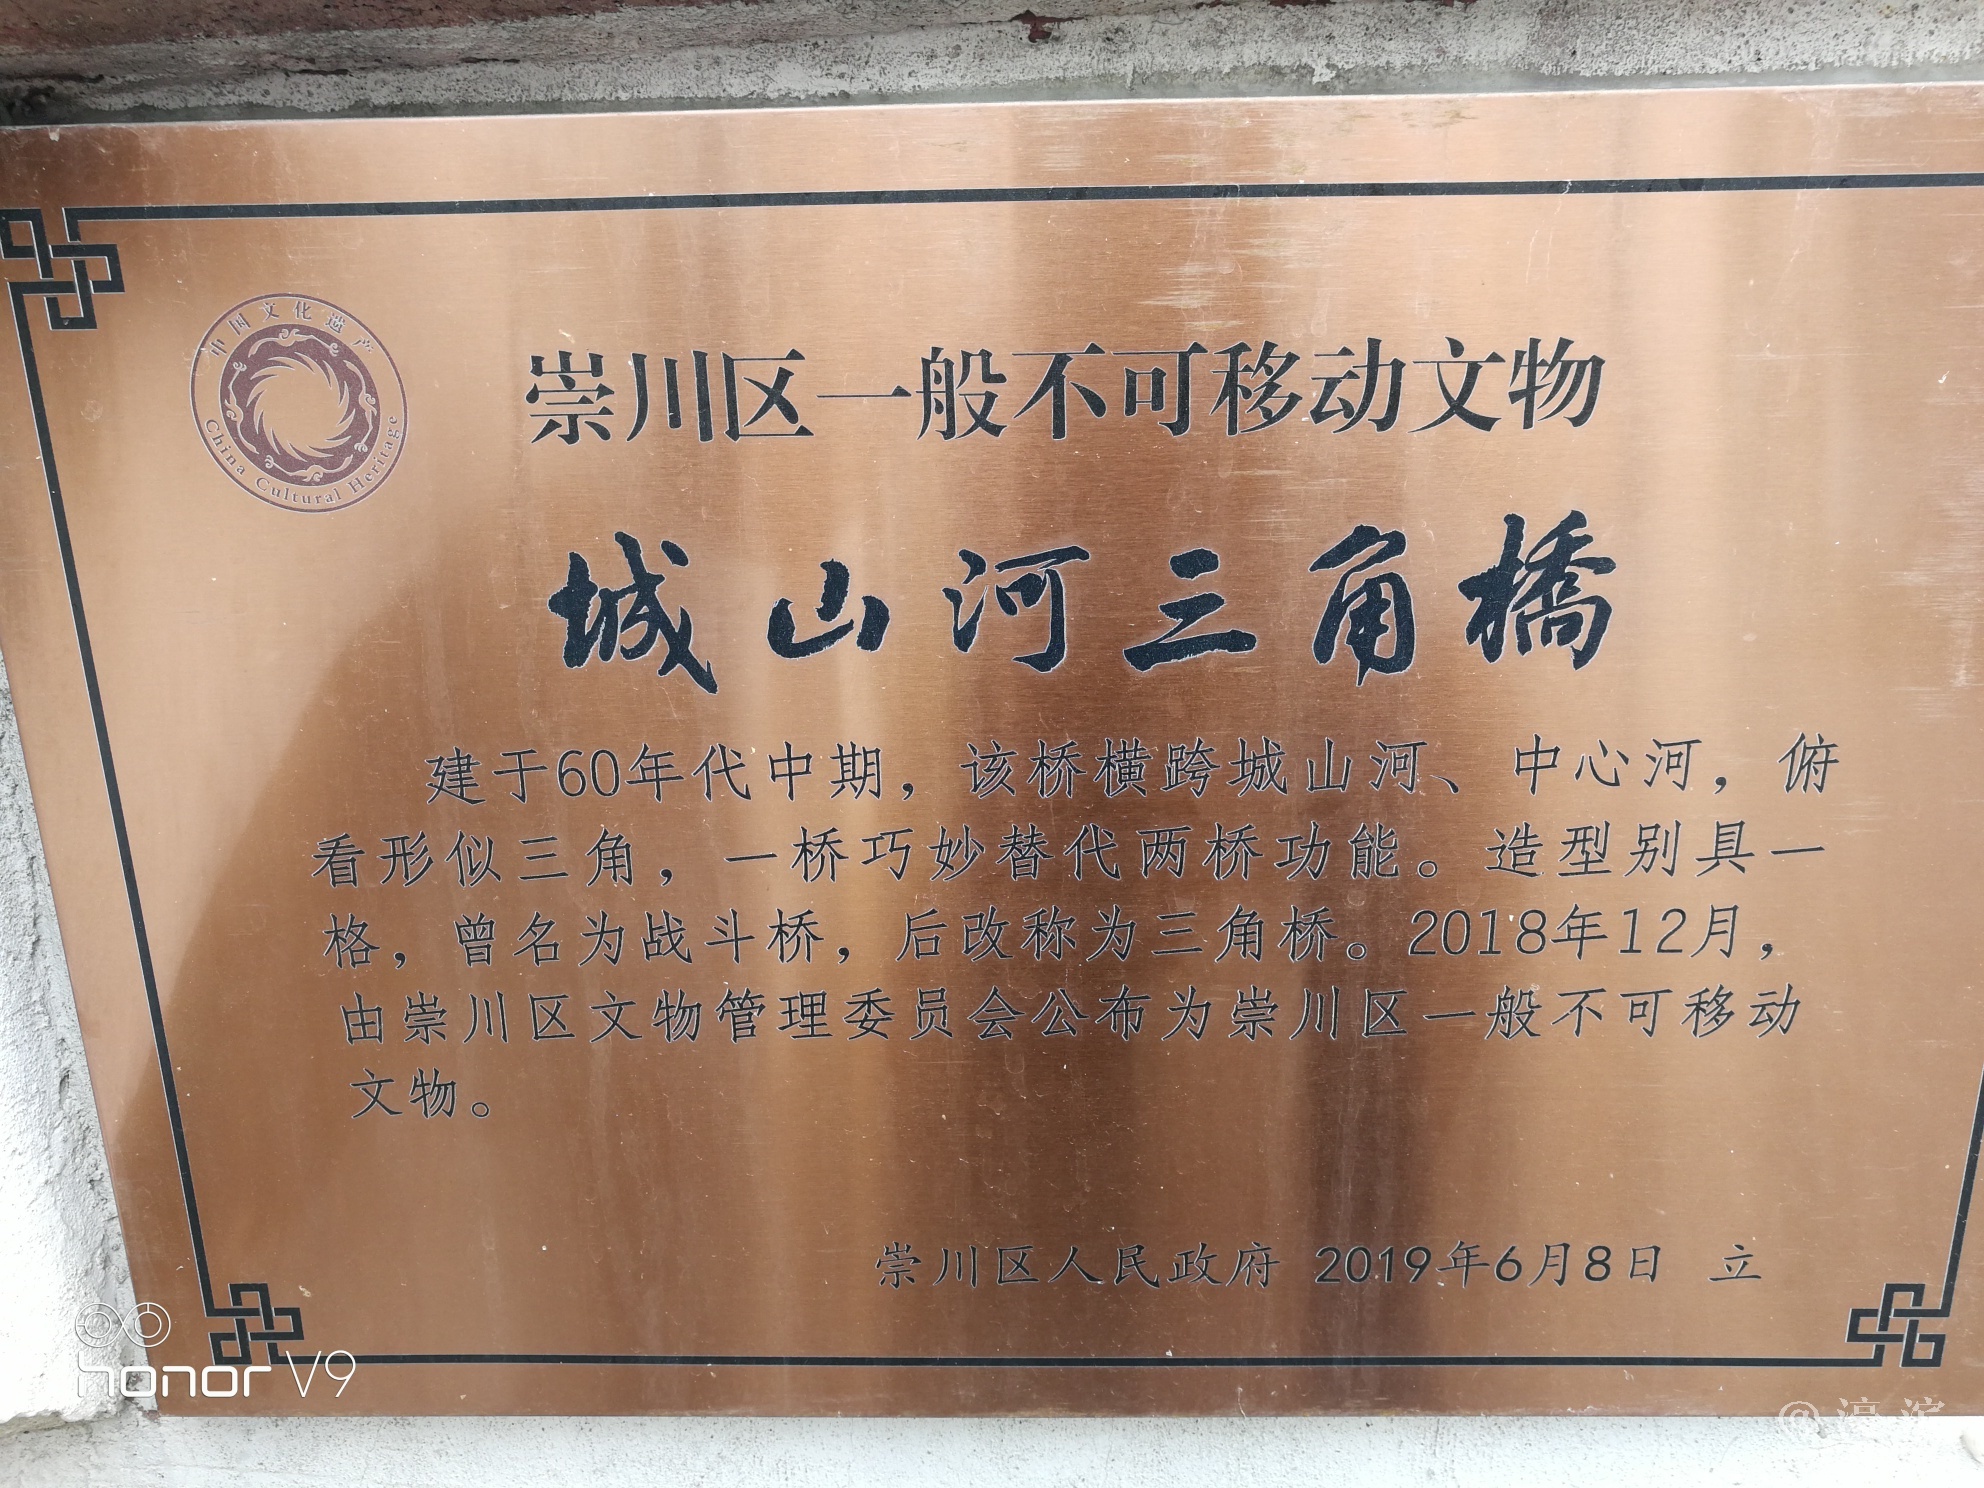 中国文化遗产
China Cultural Heritage
崇川区一般不可移动文物
城山河三角橋
建于60年代中期，该桥横跨城山河、中心河，俯
看形似三角，一桥巧妙替代两桥功能。造型别具一
格，曾名为战斗桥，后改称为三角桥。2018年12月，
由崇川区文物管理委员会公布为崇川区一般不可移动
文物。
崇川区人民政府 2019年6月8日 立
honor V9
@濠滨